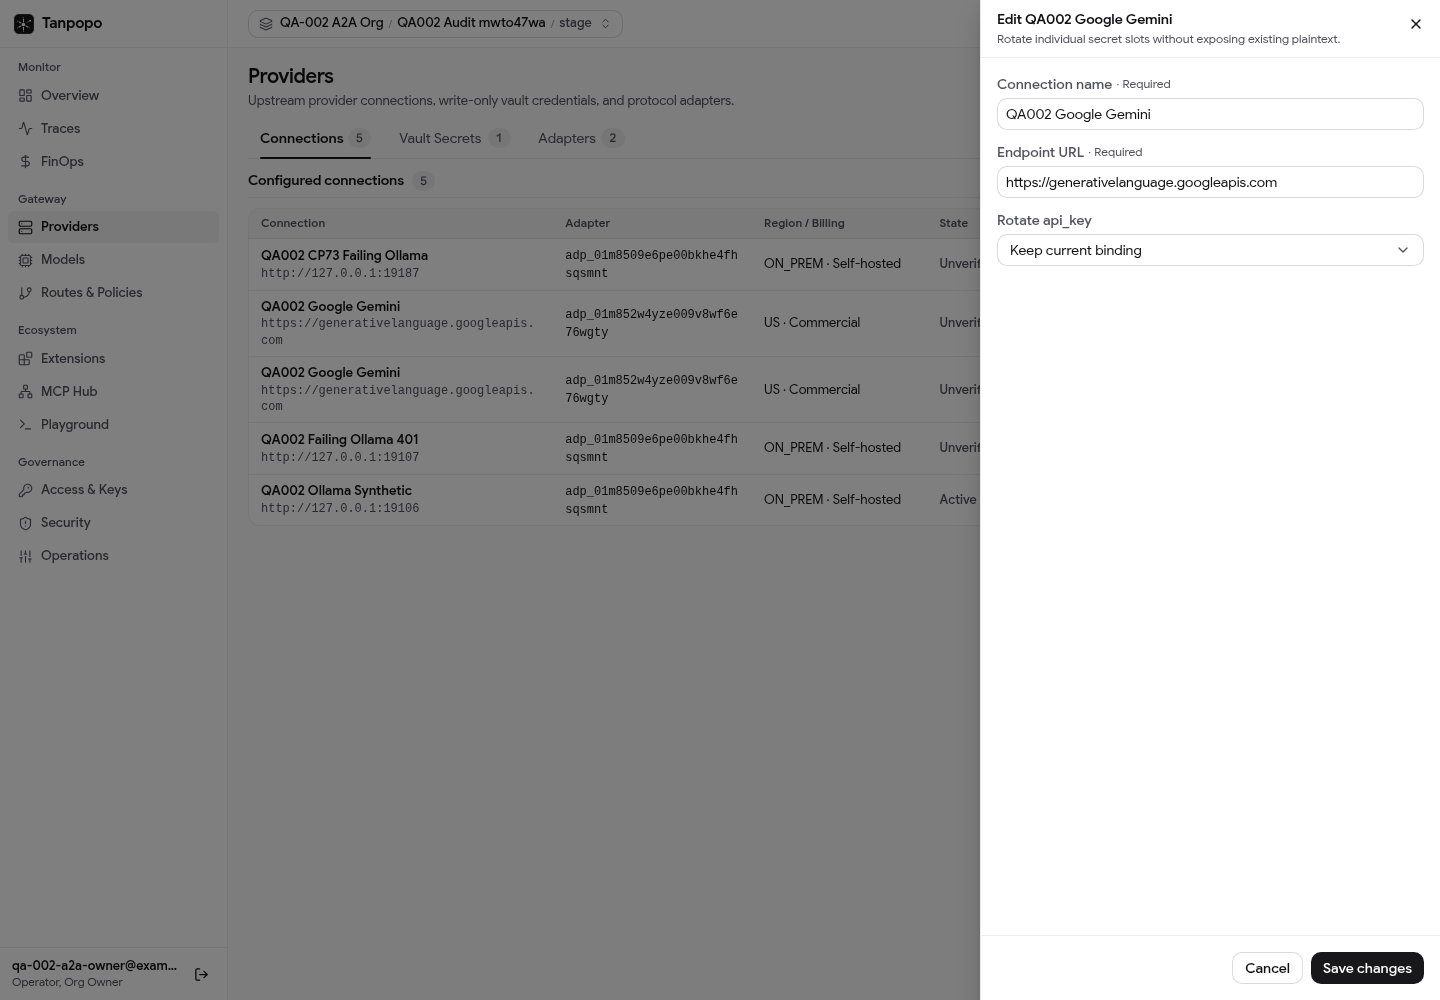 Tanpopo
Monitor
Overview
Traces
FinOps
Gateway
Providers
Models
Routes & Policies
Ecosystem
Extensions
MCP Hub
Playground
Governance
Access & Keys
Security
Operations
qa-002-a2a-owner@exam...
Operator, Org Owner
QA-002 A2A Org / QA002 Audit mwto47wa / stage
Providers
Upstream provider connections, write-only vault credentials, and protocol adapters.
Connections 5 Vault Secrets 1 Adapters 2
Configured connections 5
Connection Adapter Region / Billing State
QA002 CP73 Failing Ollama
http://127.0.0.1:19187
adp_01m8509e6pe00bkhe4fh
sqsmnt
ON_PREM · Self-hosted
Unverif
QA002 Google Gemini
https://generativelanguage.googleapis.
com
adp_01m852w4yze009v8wf6e
76wgty
US · Commercial
Unverif
QA002 Google Gemini
https://generativelanguage.googleapis.
com
adp_01m852w4yze009v8wf6e
76wgty
US · Commercial
Unverif
QA002 Failing Ollama 401
http://127.0.0.1:19107
adp_01m8509e6pe00bkhe4fh
sqsmnt
ON_PREM · Self-hosted
Unverif
QA002 Ollama Synthetic
http://127.0.0.1:19106
adp_01m8509e6pe00bkhe4fh
sqsmnt
ON_PREM · Self-hosted
Active
Edit QA002 Google Gemini
Rotate individual secret slots without exposing existing plaintext.
Connection name · Required
QA002 Google Gemini
Endpoint URL · Required
https://generativelanguage.googleapis.com
Rotate api_key
Keep current binding
Cancel
Save changes